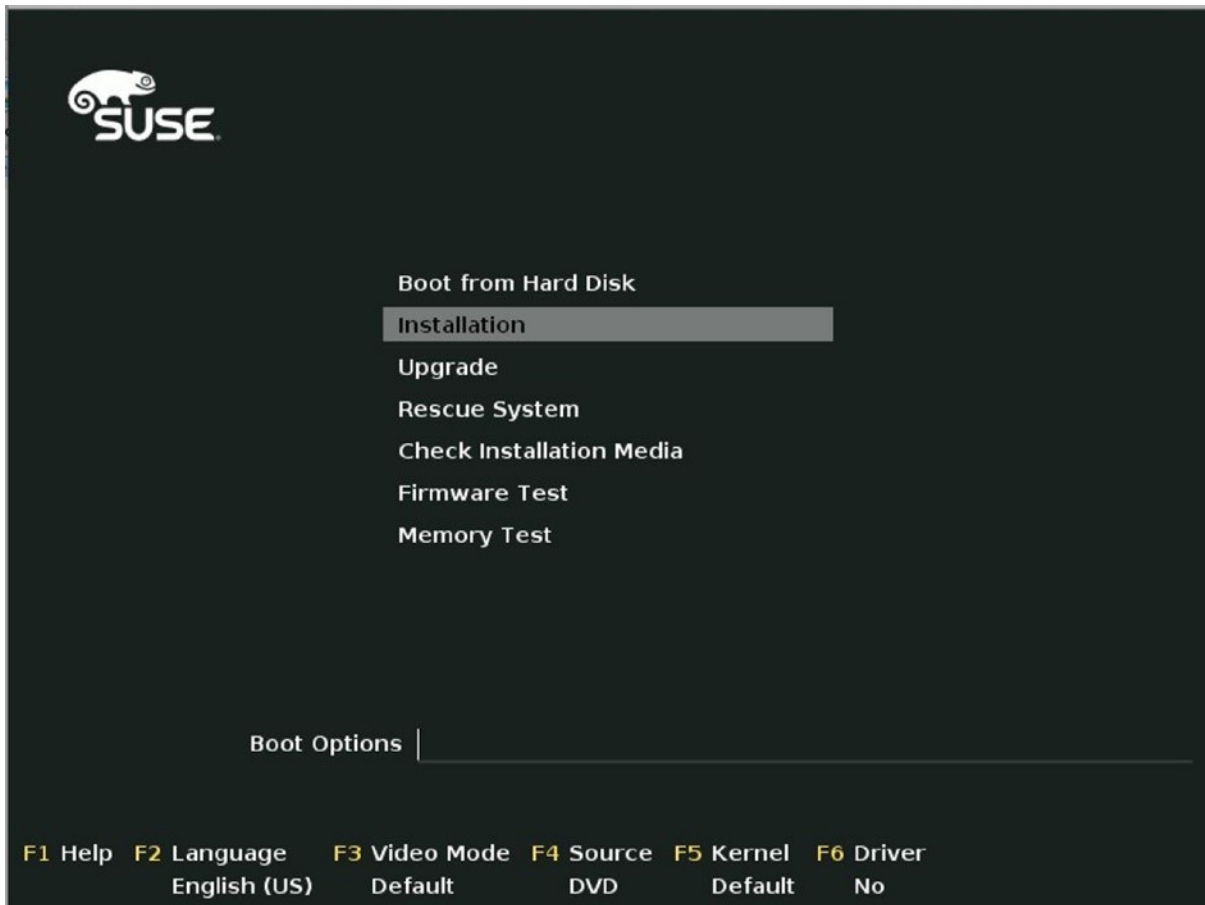 SUSE
Boot from Hard Disk
Installation
Upgrade
Rescue System
Check Installation Media
Firmware Test
Memory Test
Boot Options
F1 Help F2 Language F3 Video Mode F4 Source F5 Kernel F6 Driver
English (US) Default DVD Default No